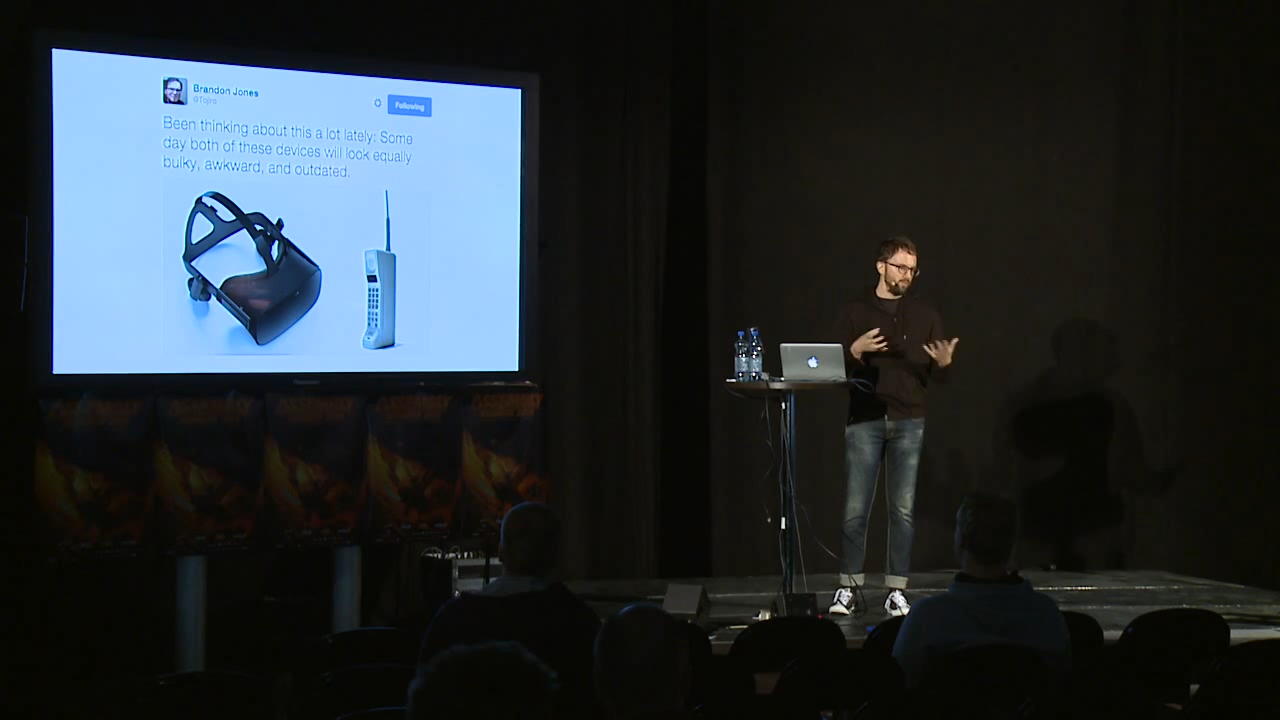 Brandon Jones
@Tojiro
Following
Been thinking about this a lot lately: Some
day both of these devices will look equally
bulky, awkward, and outdated.
Panasonic